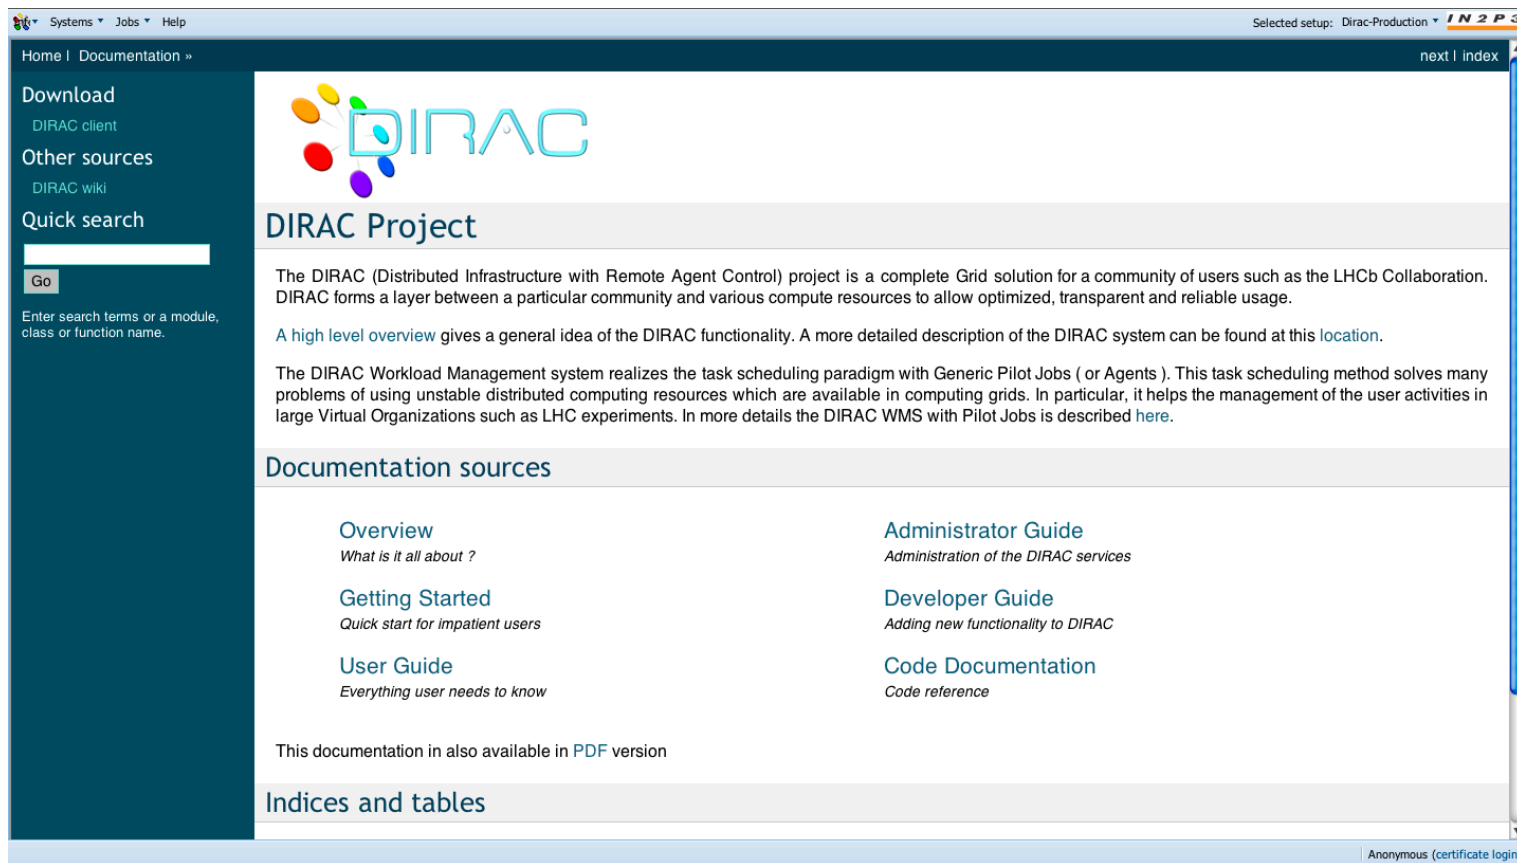 Systems Jobs Help Selected setup: Dirac-Production IN2P3
Home | Documentation » next | index
Download
DIRAC client
Other sources
DIRAC wiki
Quick search
Go
Enter search terms or a module,
class or function name.
DIRAC
DIRAC Project
The DIRAC (Distributed Infrastructure with Remote Agent Control) project is a complete Grid solution for a community of users such as the LHCb Collaboration.
DIRAC forms a layer between a particular community and various compute resources to allow optimized, transparent and reliable usage.
A high level overview gives a general idea of the DIRAC functionality. A more detailed description of the DIRAC system can be found at this location.
The DIRAC Workload Management system realizes the task scheduling paradigm with Generic Pilot Jobs ( or Agents ). This task scheduling method solves many
problems of using unstable distributed computing resources which are available in computing grids. In particular, it helps the management of the user activities in
large Virtual Organizations such as LHC experiments. In more details the DIRAC WMS with Pilot Jobs is described here.
Documentation sources
Overview
What is it all about ?
Getting Started
Quick start for impatient users
User Guide
Everything user needs to know
Administrator Guide
Administration of the DIRAC services
Developer Guide
Adding new functionality to DIRAC
Code Documentation
Code reference
This documentation in also available in PDF version
Indices and tables
Anonymous (certificate login